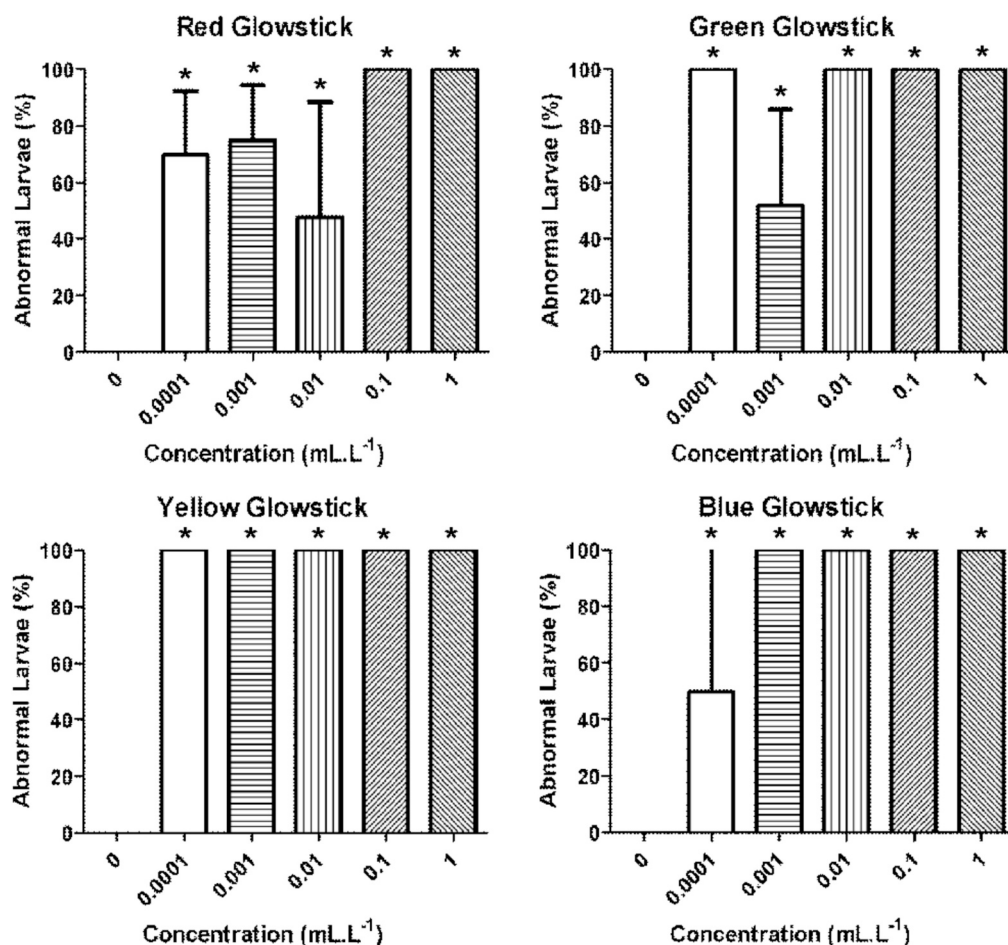 Red Glowstick
Abnormal Larvae (%)
100
80
60
40
20
0
* * * * *
0 0.0001 0.001 0.01 0.1 1
Concentration (mL.L⁻¹)
Green Glowstick
Abnormal Larvae (%)
100
80
60
40
20
0
* * * * *
0 0.0001 0.001 0.01 0.1 1
Concentration (mL.L⁻¹)
Yellow Glowstick
Abnormal Larvae (%)
100
80
60
40
20
0
* * * * *
0 0.0001 0.001 0.01 0.1 1
Concentration (mL.L⁻¹)
Blue Glowstick
Abnormal Larvae (%)
100
80
60
40
20
0
* * * * *
0 0.0001 0.001 0.01 0.1 1
Concentration (mL.L⁻¹)